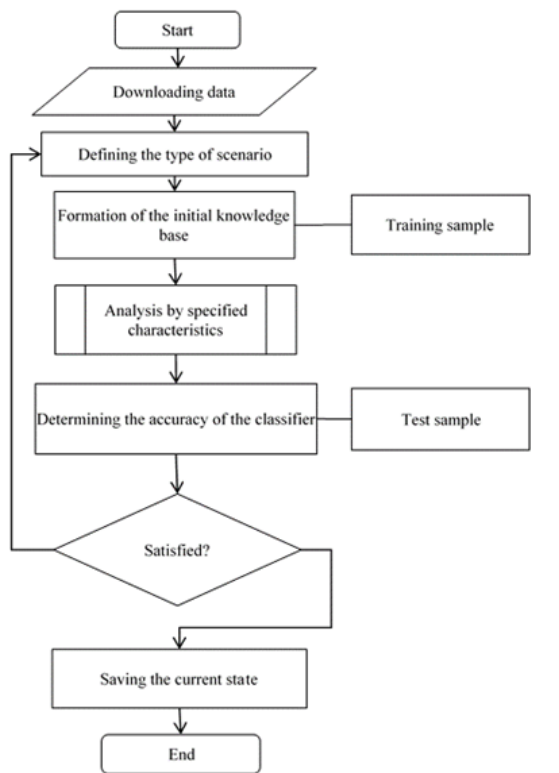 Start
Downloading data
Defining the type of scenario
Formation of the initial knowledge
base
Training sample
Analysis by specified
characteristics
Determining the accuracy of the classifier
Test sample
Satisfied?
Saving the current state
End